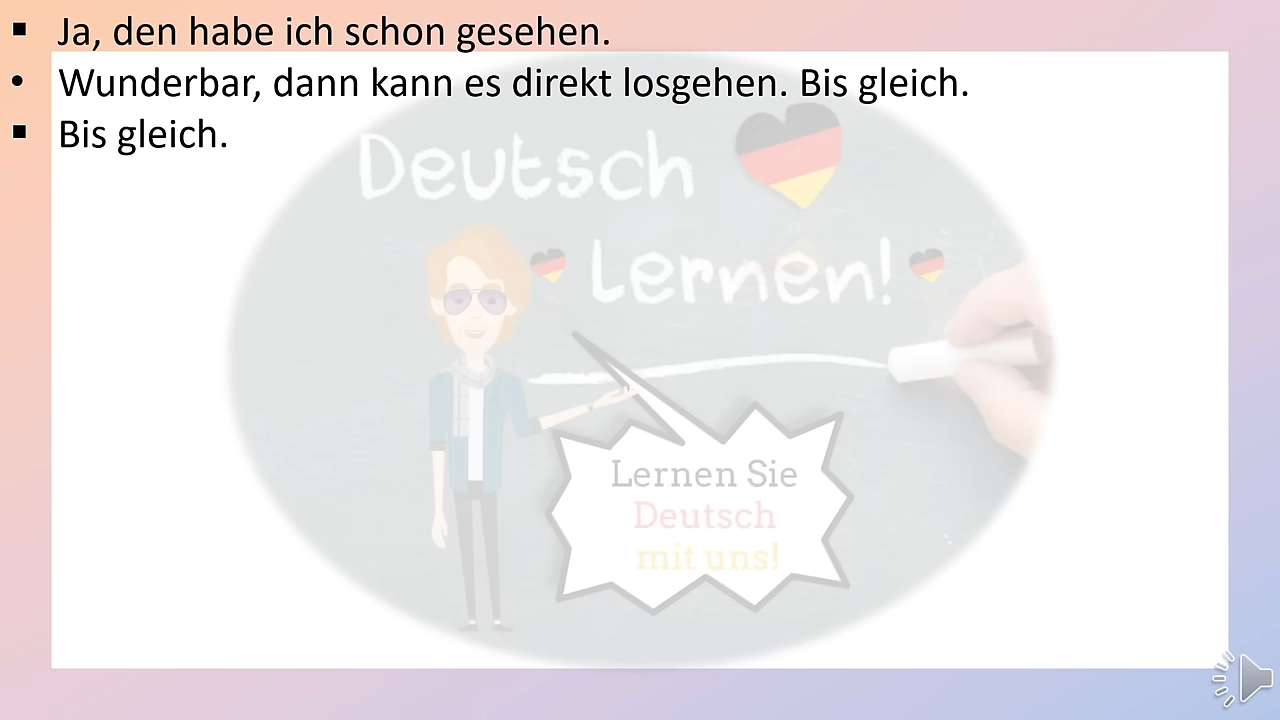 ▪ Ja, den habe ich schon gesehen.
• Wunderbar, dann kann es direkt losgehen. Bis gleich.
▪ Bis gleich.
Deutsch
Lernen!
Lernen Sie
Deutsch
mit uns!